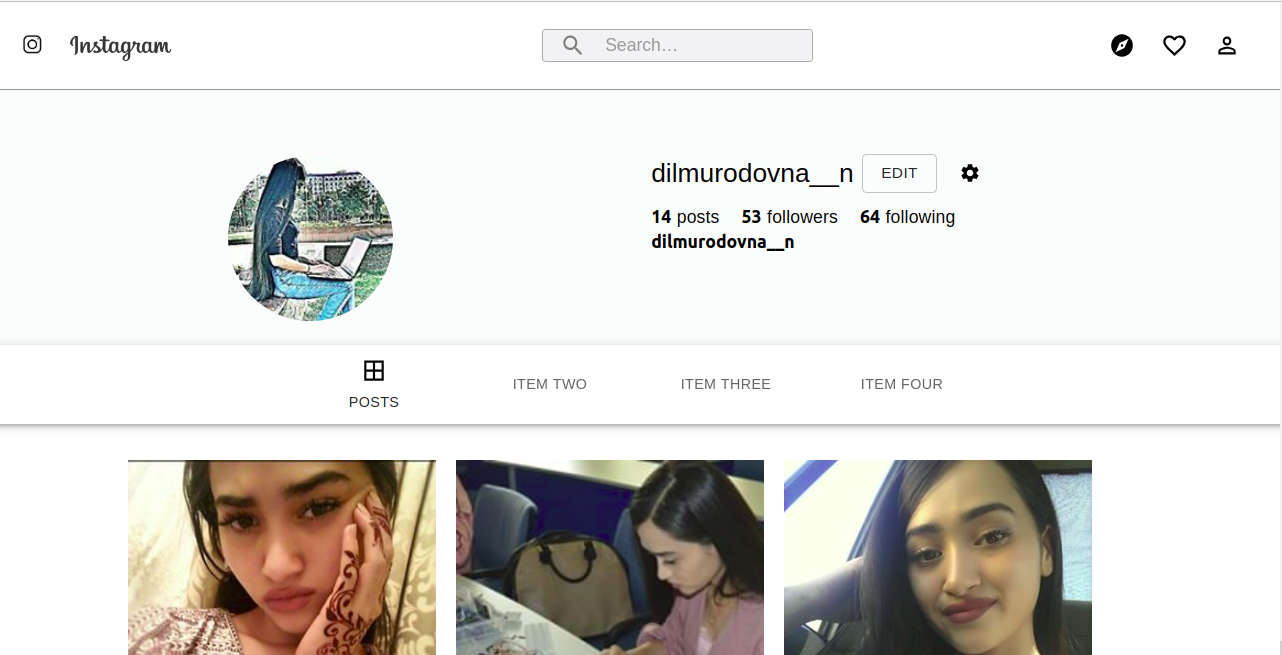 Instagram
Search...
dilmurodovna__n EDIT
14 posts 53 followers 64 following
dilmurodovna__n
POSTS
ITEM TWO
ITEM THREE
ITEM FOUR